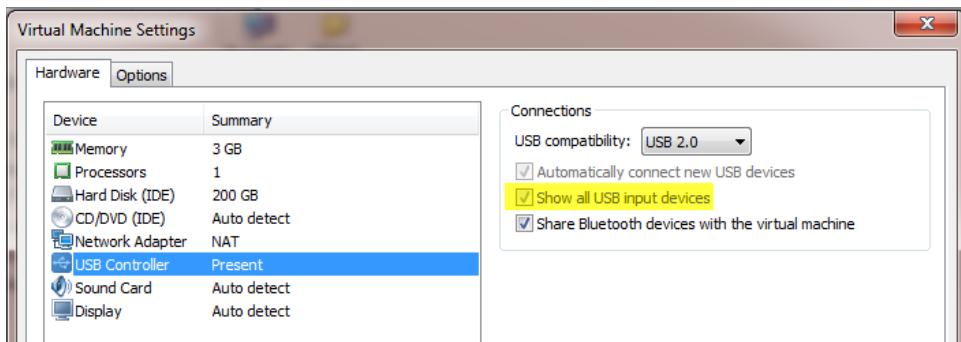 Virtual Machine Settings
Hardware Options
Device Summary
Memory 3 GB
Processors 1
Hard Disk (IDE) 200 GB
CD/DVD (IDE) Auto detect
Network Adapter NAT
USB Controller Present
Sound Card Auto detect
Display Auto detect
Connections
USB compatibility: USB 2.0
Automatically connect new USB devices
Show all USB input devices
Share Bluetooth devices with the virtual machine